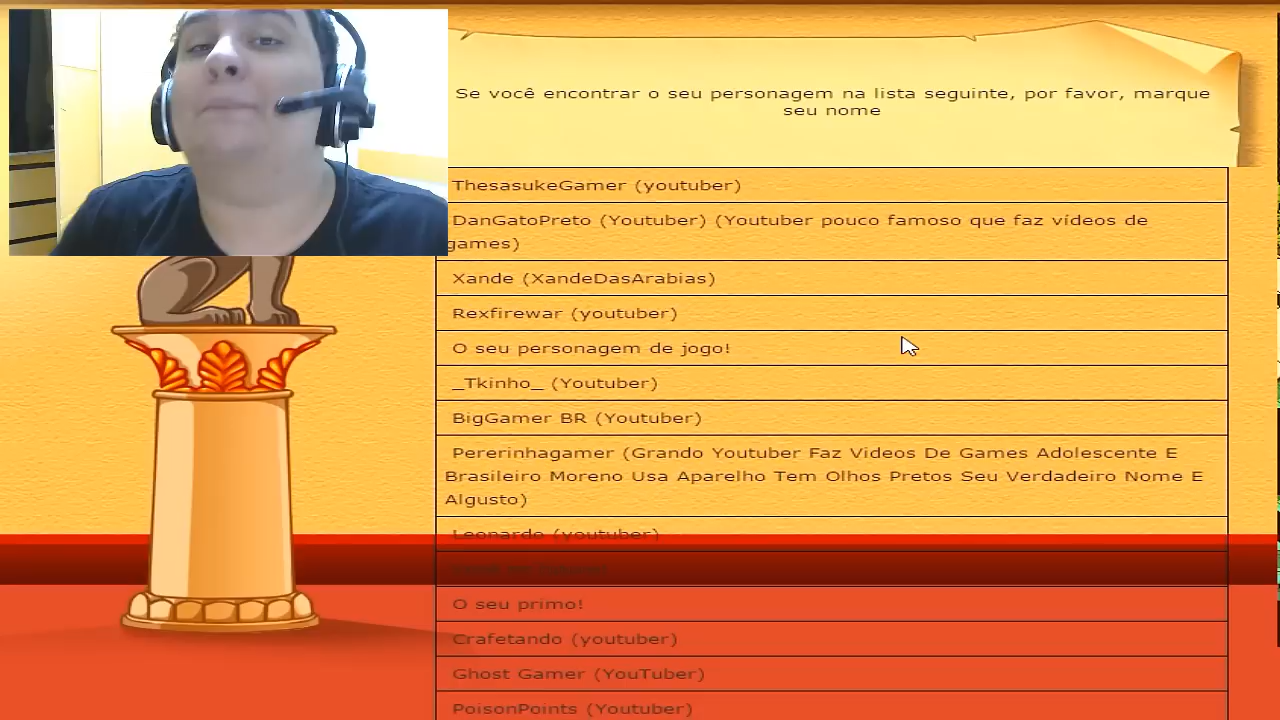 Se você encontrar o seu personagem na lista seguinte, por favor, marque
seu nome
ThesasukeGamer (youtuber)
DanGatoPreto (Youtuber) (Youtuber pouco famoso que faz vídeos de
games)
Xande (XandeDasArabias)
Rexfirewar (youtuber)
O seu personagem de jogo!
_Tkinho_ (Youtuber)
BigGamer BR (Youtuber)
Pererinhagamer (Grando Youtuber Faz Videos De Games Adolescente E
Brasileiro Moreno Usa Aparelho Tem Olhos Pretos Seu Verdadeiro Nome E
Algusto)
Leonardo (youtuber)
O seu primo!
Crafetando (youtuber)
Ghost Gamer (YouTuber)
PoisonPoints (Youtuber)